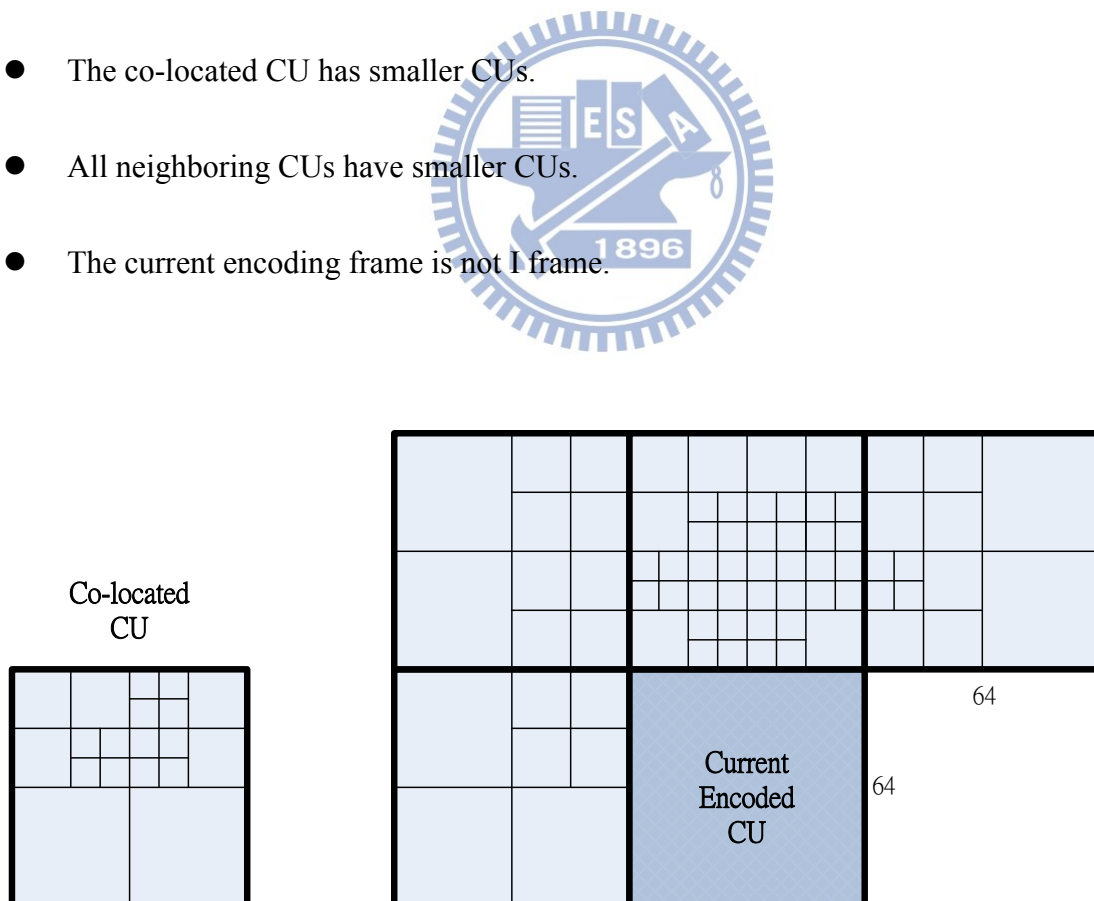 ● The co-located CU has smaller CUs.
● All neighboring CUs have smaller CUs.
● The current encoding frame is not I frame.
E S A
1896
Co-located
CU
64
Current
Encoded
CU
64